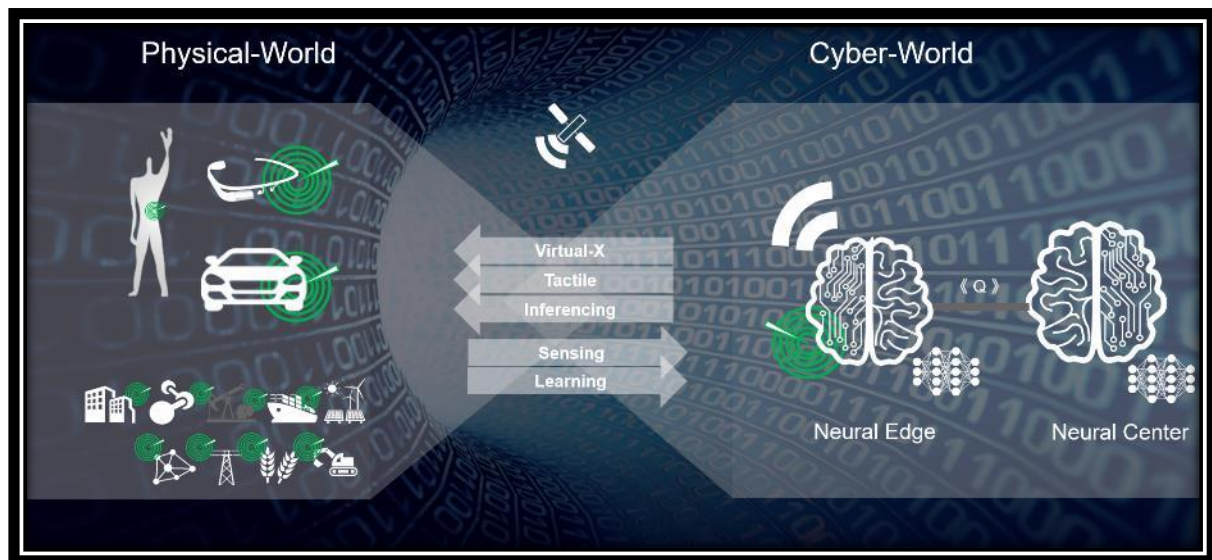 Physical-World
Cyber-World
Virtual-X
Tactile
Inferencing
Sensing
Learning
《 Q 》
Neural Edge
Neural Center